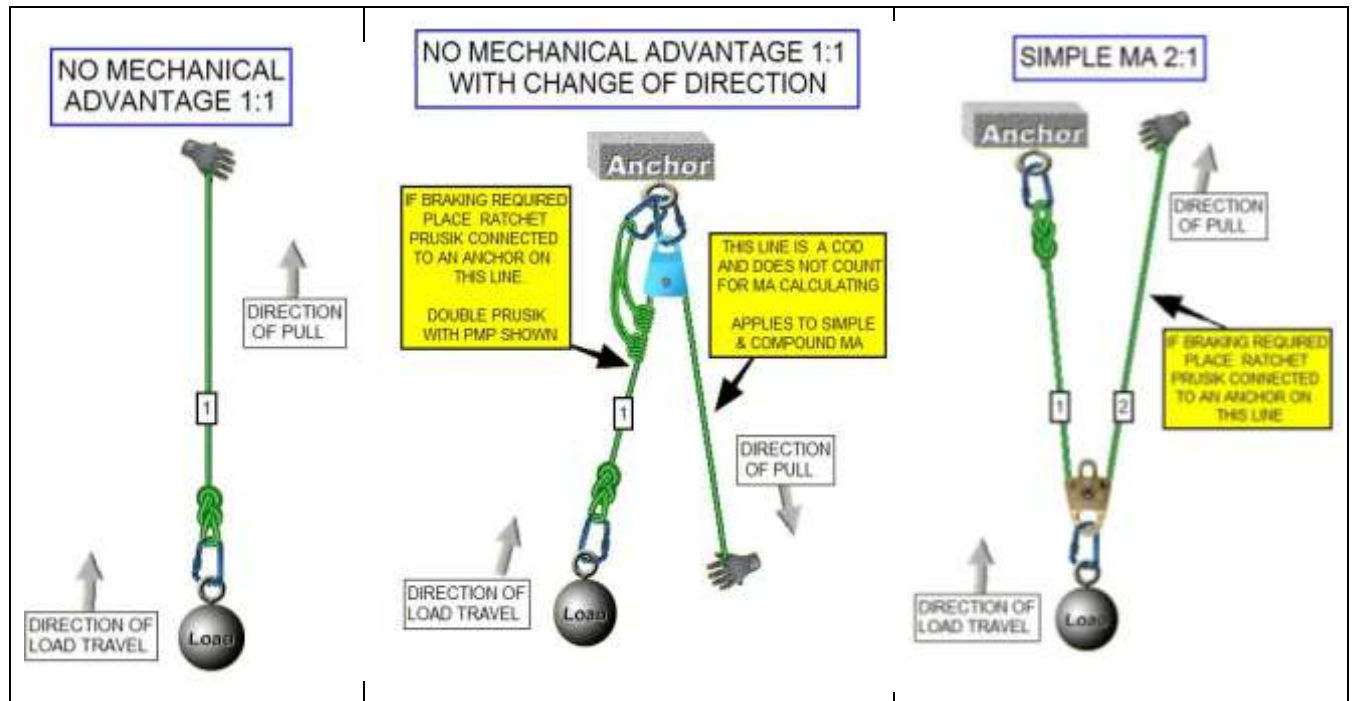 NO MECHANICAL
ADVANTAGE 1:1
DIRECTION
OF PULL
1
DIRECTION OF
LOAD TRAVEL
Load
NO MECHANICAL ADVANTAGE 1:1
WITH CHANGE OF DIRECTION
Anchor
IF BRAKING REQUIRED
PLACE RATCHET
PRUSIK CONNECTED
TO AN ANCHOR ON
THIS LINE.
DOUBLE PRUSIK
WITH PMP SHOWN
THIS LINE IS A COD
AND DOES NOT COUNT
FOR MA CALCULATING
APPLIES TO SIMPLE
& COMPOUND MA
1
DIRECTION
OF PULL
DIRECTION OF
LOAD TRAVEL
Load
SIMPLE MA 2:1
Anchor
DIRECTION
OF PULL
IF BRAKING REQUIRED
PLACE RATCHET
PRUSIK CONNECTED
TO AN ANCHOR ON
THIS LINE
1
2
DIRECTION OF
LOAD TRAVEL
Load